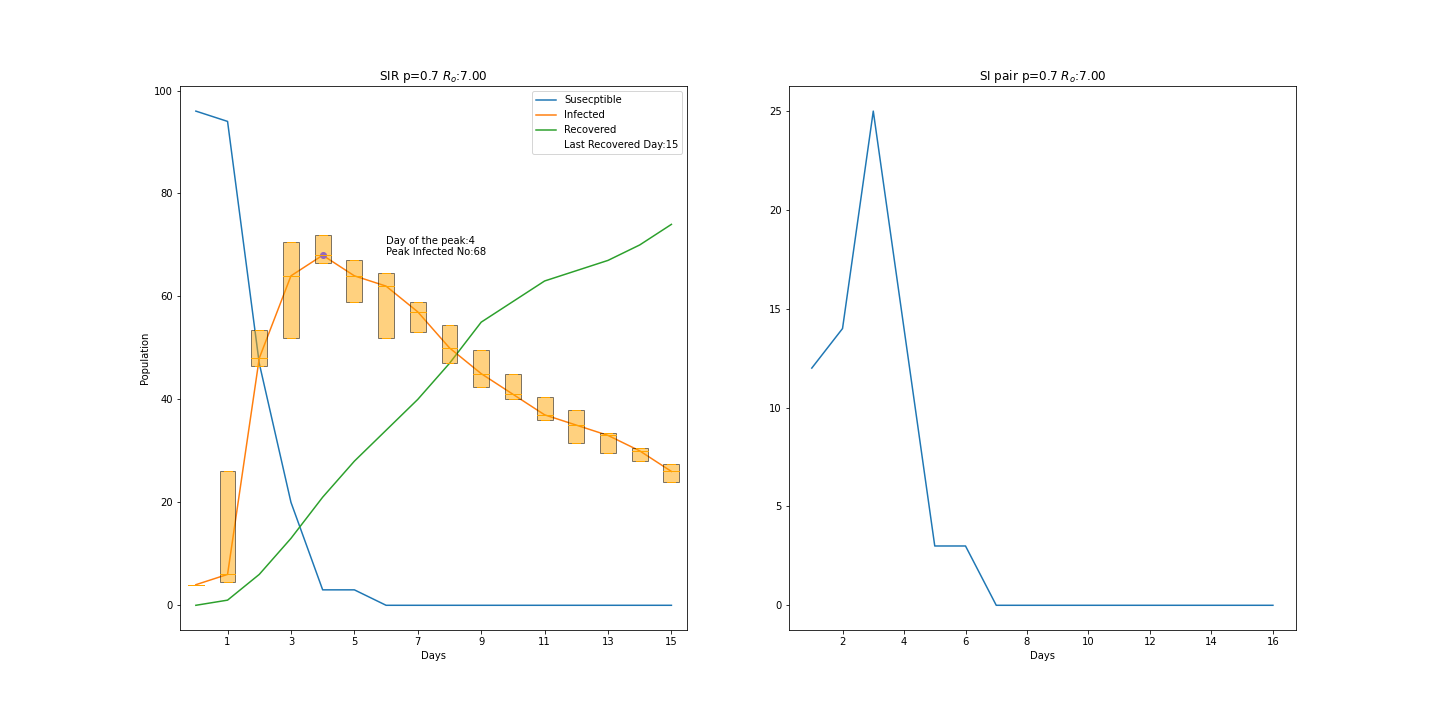 SIR p=0.7 Rₒ:7.00
100
80
60
40
20
0
Population
Susecptible
Infected
Recovered
Last Recovered Day:15
Day of the peak:4
Peak Infected No:68
1 3 5 7 9 11 13 15
Days
SI pair p=0.7 Rₒ:7.00
25
20
15
10
5
0
2 4 6 8 10 12 14 16
Days